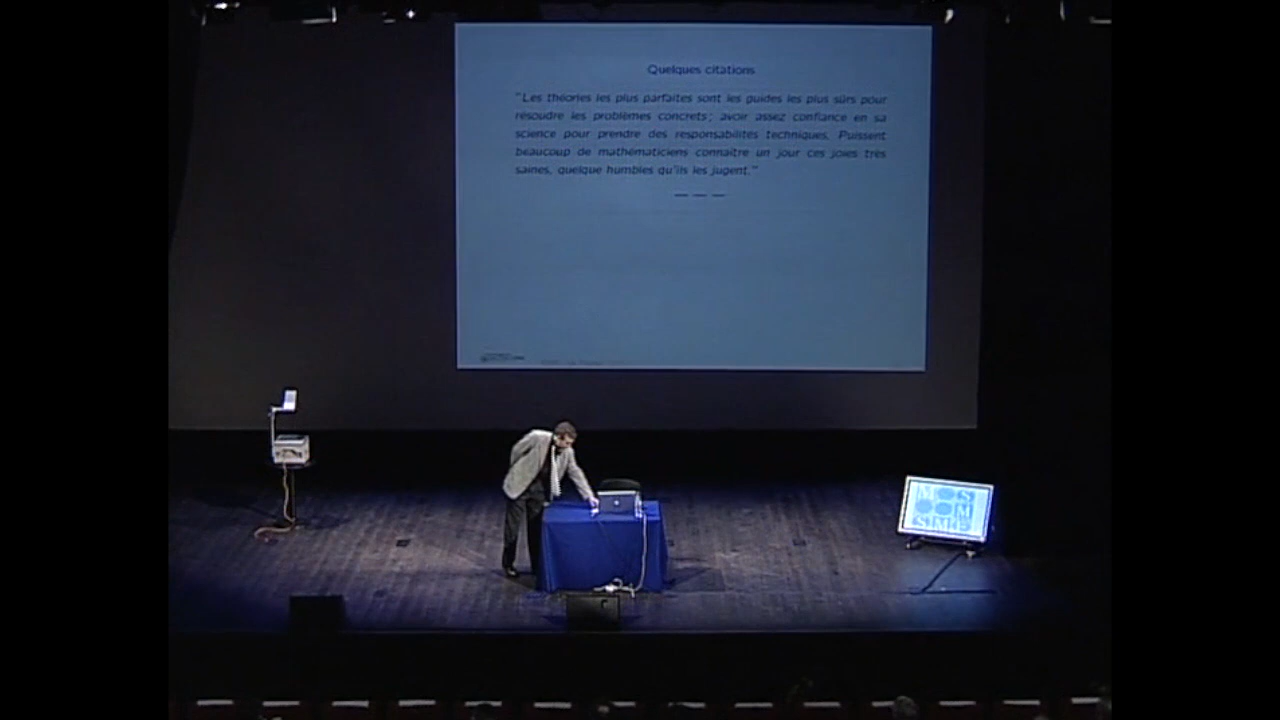 Quelques citations
"Les théories les plus parfaites sont les guides les plus sûrs pour
résoudre les problèmes concrets; avoir assez confiance en sa
science pour prendre des responsabilités techniques. Puissent
beaucoup de mathématiciens connaître un jour ces joies très
saines, quelque humbles qu'ils les jugent."